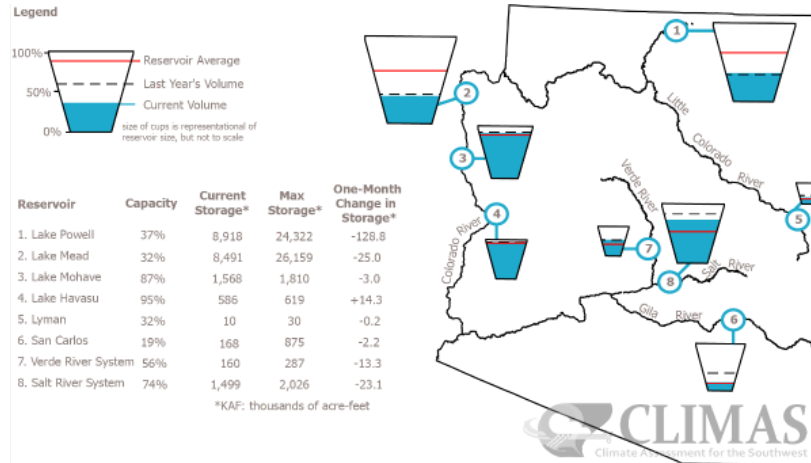 Legend
100%
50%
0%
Reservoir Average
Last Year's Volume
Current Volume
size of cups is representational of
reservoir size, but not to scale
Reservoir Capacity Current Storage* Max Storage* One-Month Change in Storage*
1. Lake Powell 37% 8,918 24,322 -128.8
2. Lake Mead 32% 8,491 26,159 -25.0
3. Lake Mohave 87% 1,568 1,810 -3.0
4. Lake Havasu 95% 586 619 +14.3
5. Lyman 32% 10 30 -0.2
6. San Carlos 19% 168 875 -2.2
7. Verde River System 56% 160 287 -13.3
8. Salt River System 74% 1,499 2,026 -23.1
*KAF: thousands of acre-feet
1
2
3
4
5
6
7
8
Little Colorado River
Verde River
Colorado River
Salt River
Gila River
CLIMAS
Climate Assessment for the Southwest